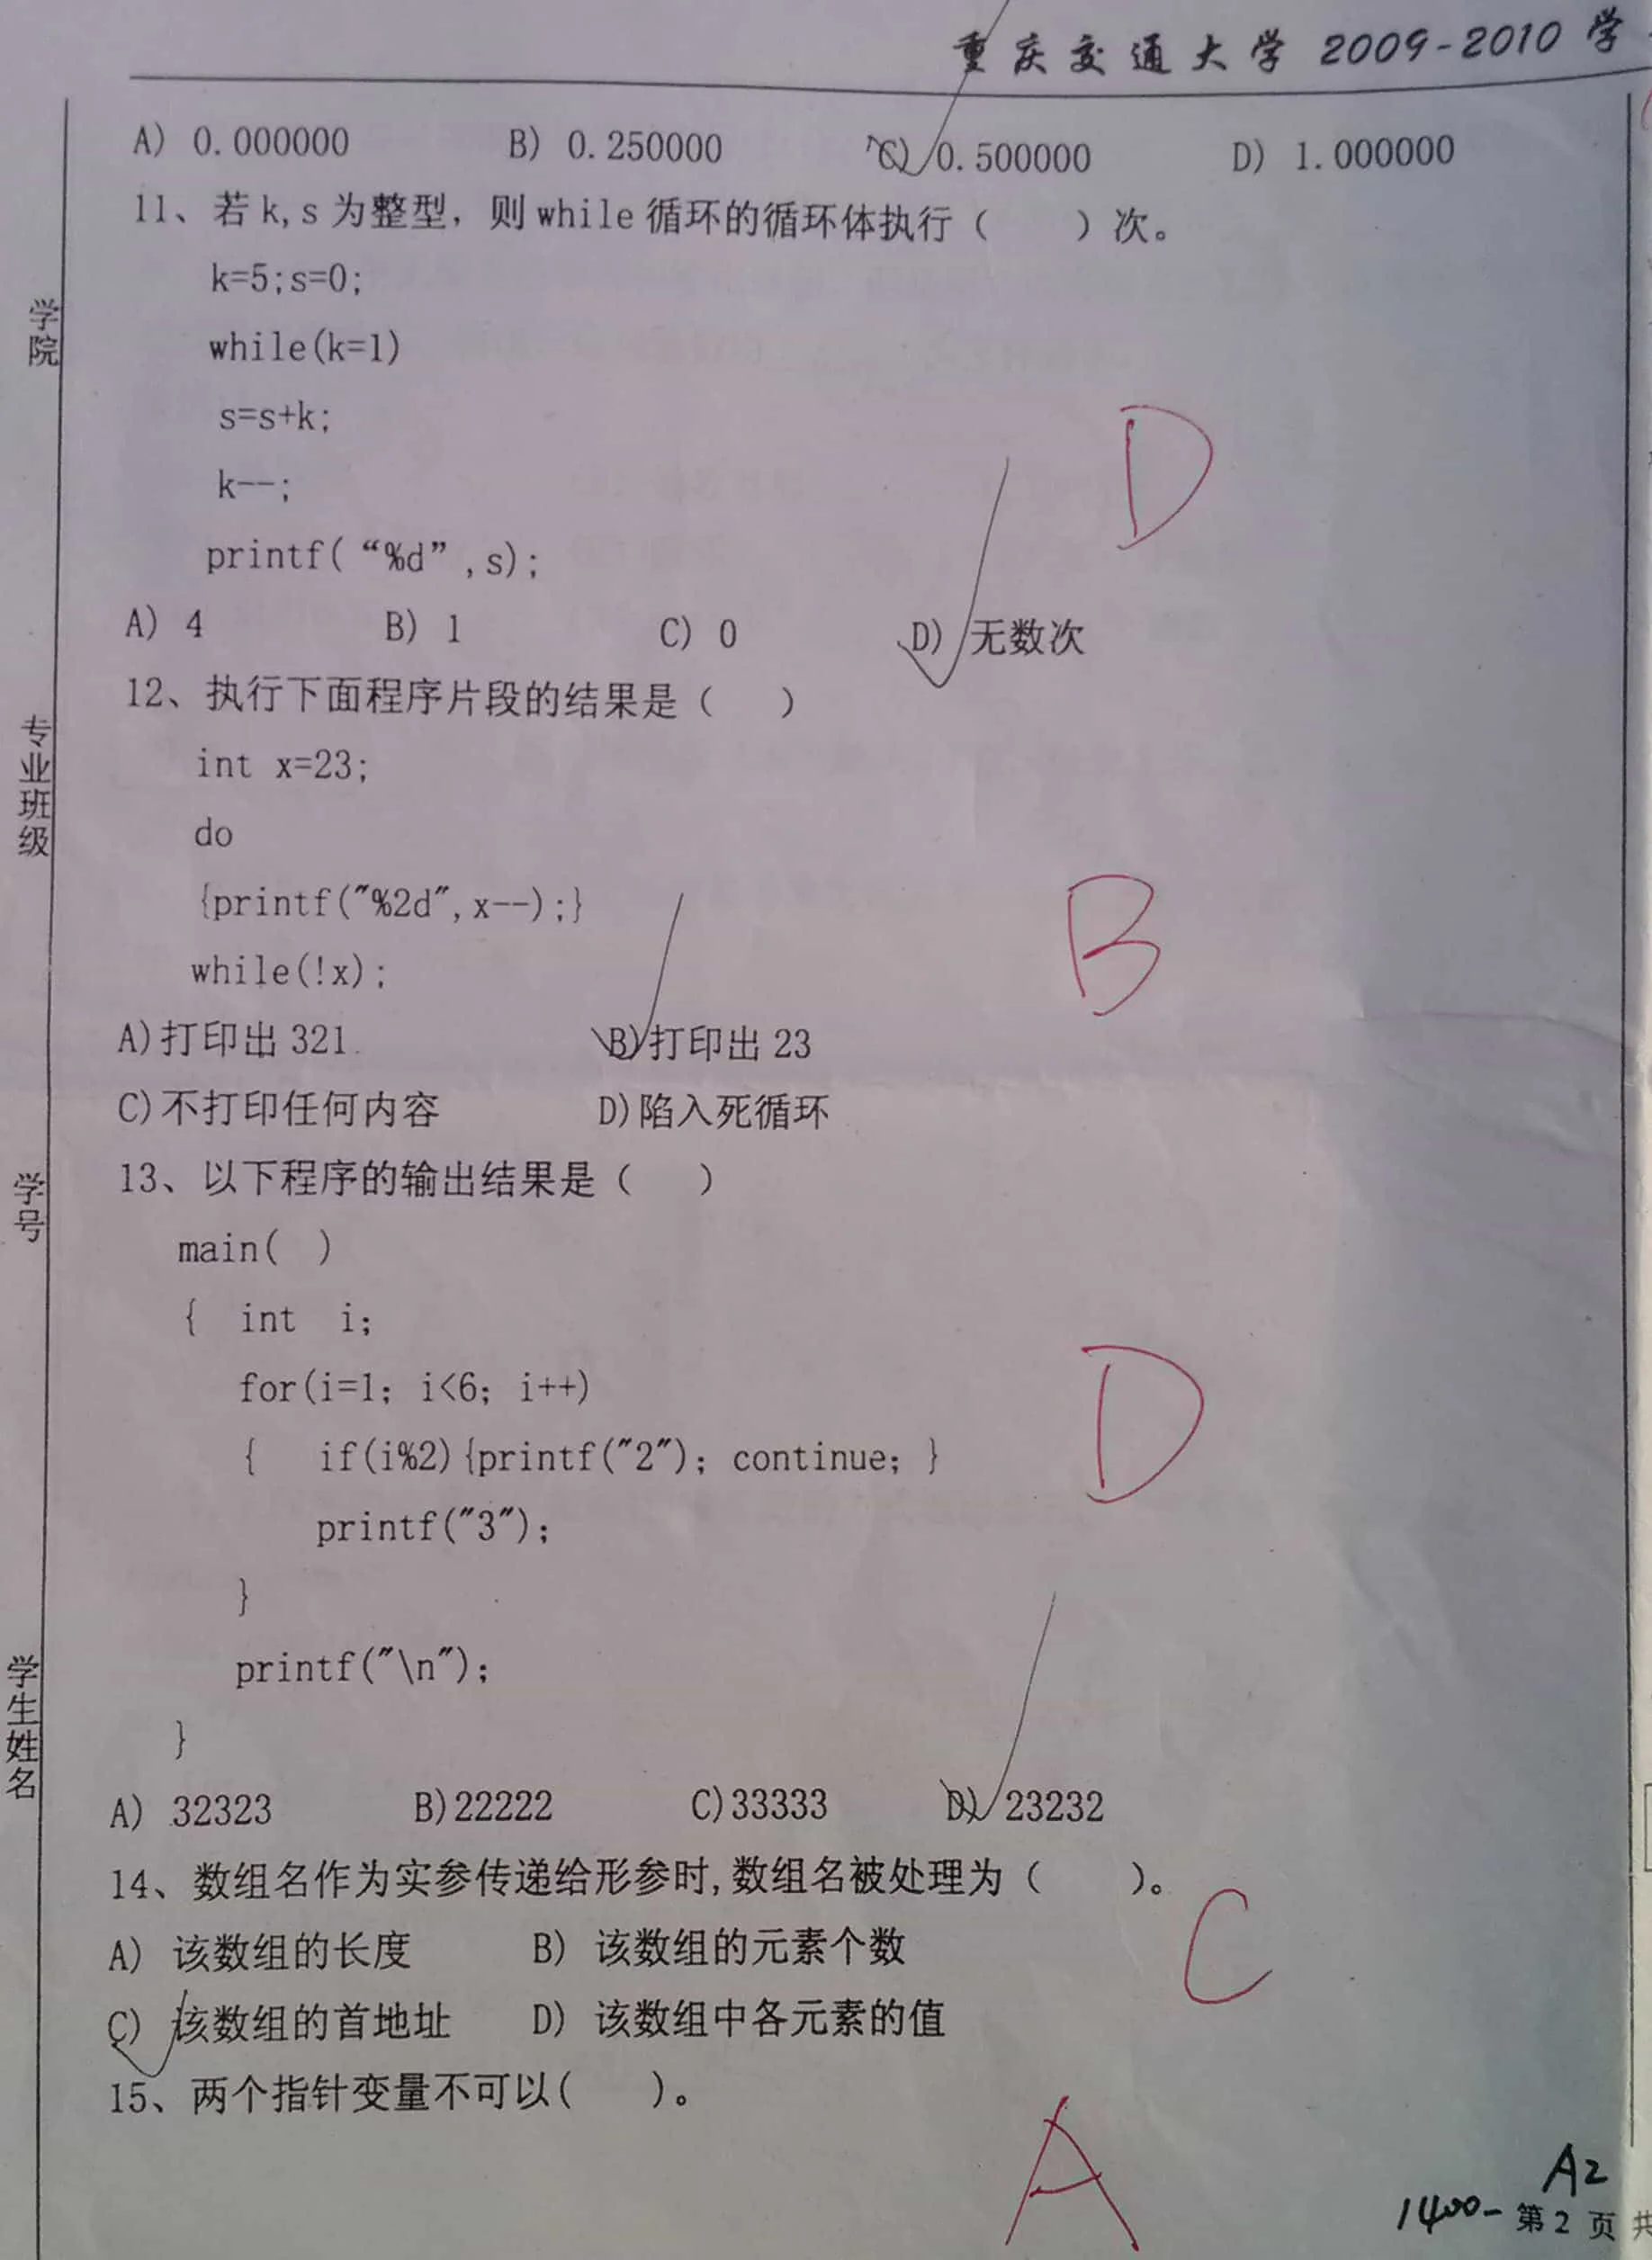 重庆交通大学 2009-2010 学
A) 0.000000 B) 0.250000 C) 0.500000 D) 1.000000
11、若 k,s 为整型，则 while 循环的循环体执行（ ）次。
k=5;s=0;
while(k=1)
s=s+k;
k--;
printf(“%d”,s);
D
A) 4 B) 1 C) 0 D) 无数次
12、执行下面程序片段的结果是（ ）
int x=23;
do
{printf("%2d",x--);}
B
while(!x);
A)打印出 321 B)打印出 23
C)不打印任何内容 D)陷入死循环
13、以下程序的输出结果是（ ）
main( )
{ int i;
for(i=1; i<6; i++)
{ if(i%2){printf("2"); continue; }
D
printf("3");
}
printf("\n");
}
A) 32323 B)22222 C)33333 D) 23232
14、数组名作为实参传递给形参时,数组名被处理为（ ）。
A) 该数组的长度 B) 该数组的元素个数
C
C) 该数组的首地址 D) 该数组中各元素的值
15、两个指针变量不可以( )。
A
A2
1400- 第 2 页 共
学院
专业班级
学号
学生姓名